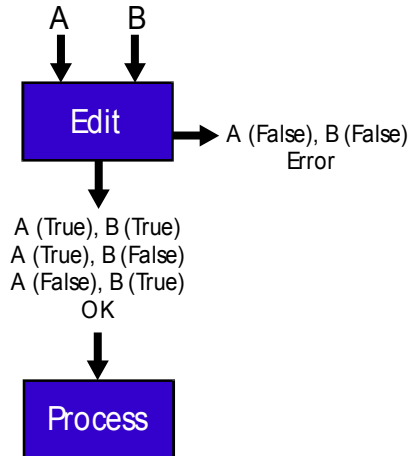 A B
Edit
A (False), B (False)
Error
A (True), B (True)
A (True), B (False)
A (False), B (True)
OK
Process